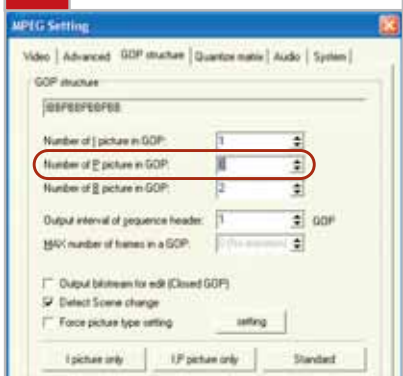 MPEG Setting
Video | Advanced | GOP structure | Quantize matrix | Audio | System |
GOP structure
Number of I picture in GOP: 1
Number of P picture in GOP:
Number of B picture in GOP: 2
Output interval of sequence header: 1 GOP
MAX number of frames in a GOP:
Output bitstream for edit (Closed GOP)
Detect Scene change
Force picture type setting setting
I picture only I,P picture only Standard